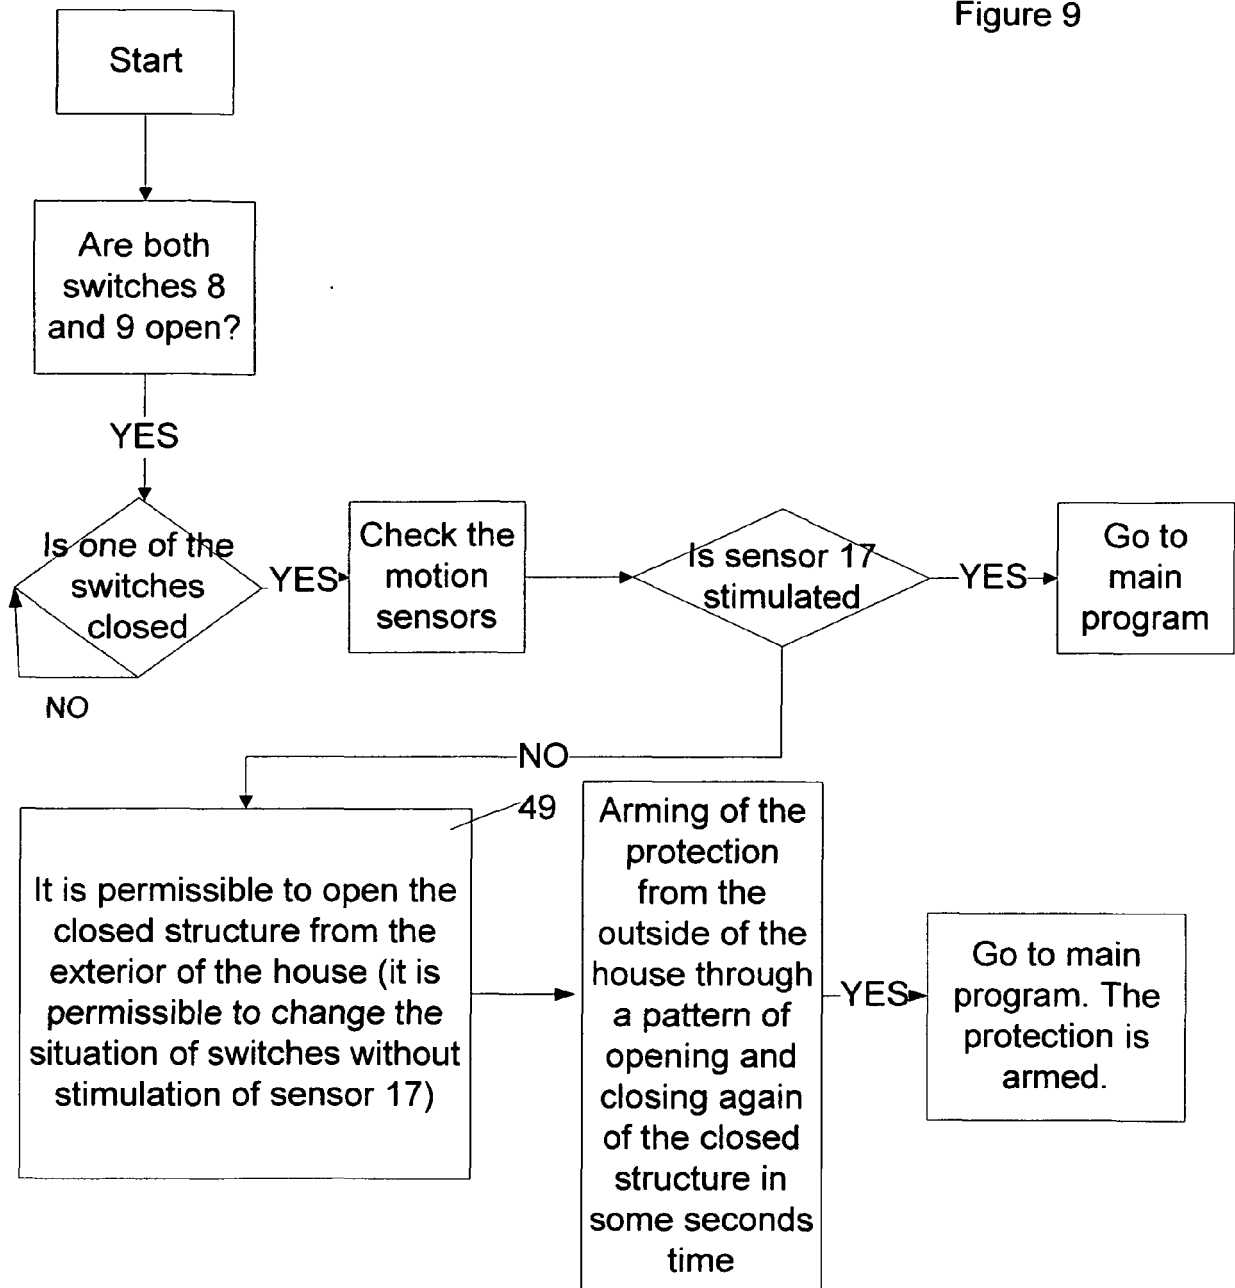 Figure 9
Start
Are both
switches 8
and 9 open?
YES
Is one of the
switches
closed
NO
YES
Check the
motion
sensors
Is sensor 17
stimulated
YES
Go to
main
program
NO
49
It is permissible to open the
closed structure from the
exterior of the house (it is
permissible to change the
situation of switches without
stimulation of sensor 17)
Arming of the
protection
from the
outside of the
house through
a pattern of
opening and
closing again
of the closed
structure in
some seconds
time
YES
Go to main
program. The
protection is
armed.